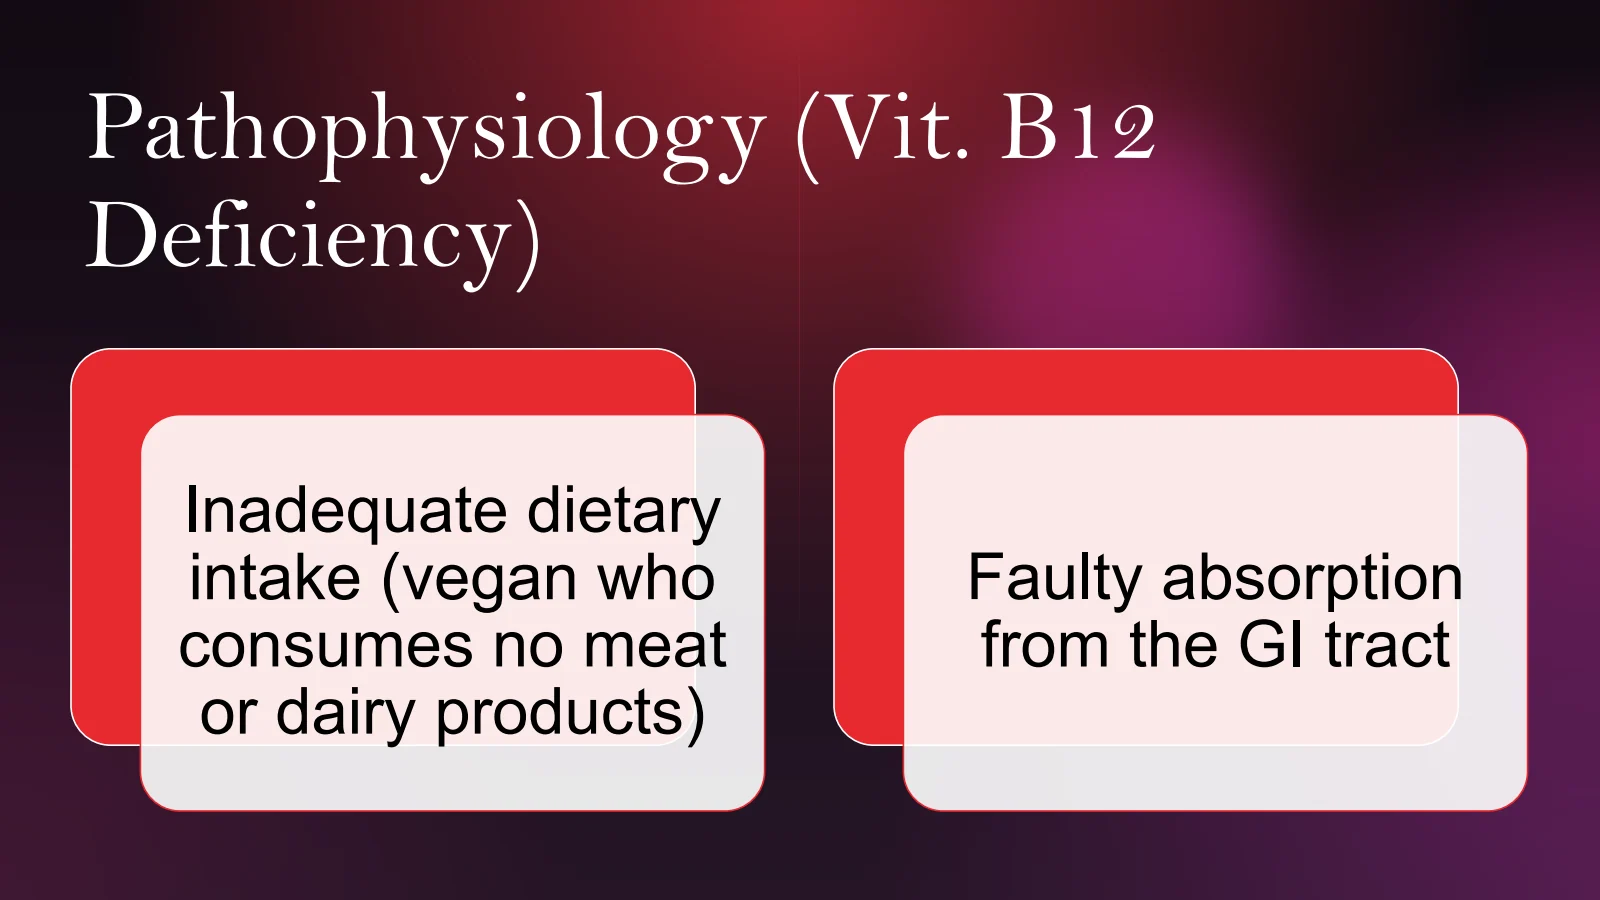 Pathophysiology (Vit. B12
Deficiency)
Inadequate dietary
intake (vegan who
consumes no meat
or dairy products)
Faulty absorption
from the GI tract